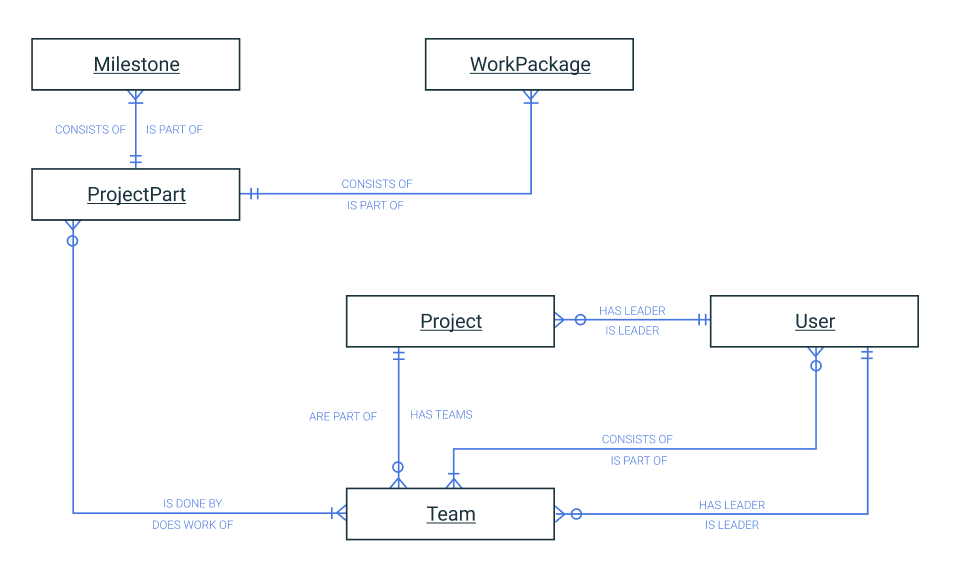 Milestone
WorkPackage
CONSISTS OF
IS PART OF
ProjectPart
CONSISTS OF
IS PART OF
Project
HAS LEADER
IS LEADER
User
ARE PART OF
HAS TEAMS
CONSISTS OF
IS PART OF
IS DONE BY
DOES WORK OF
Team
HAS LEADER
IS LEADER